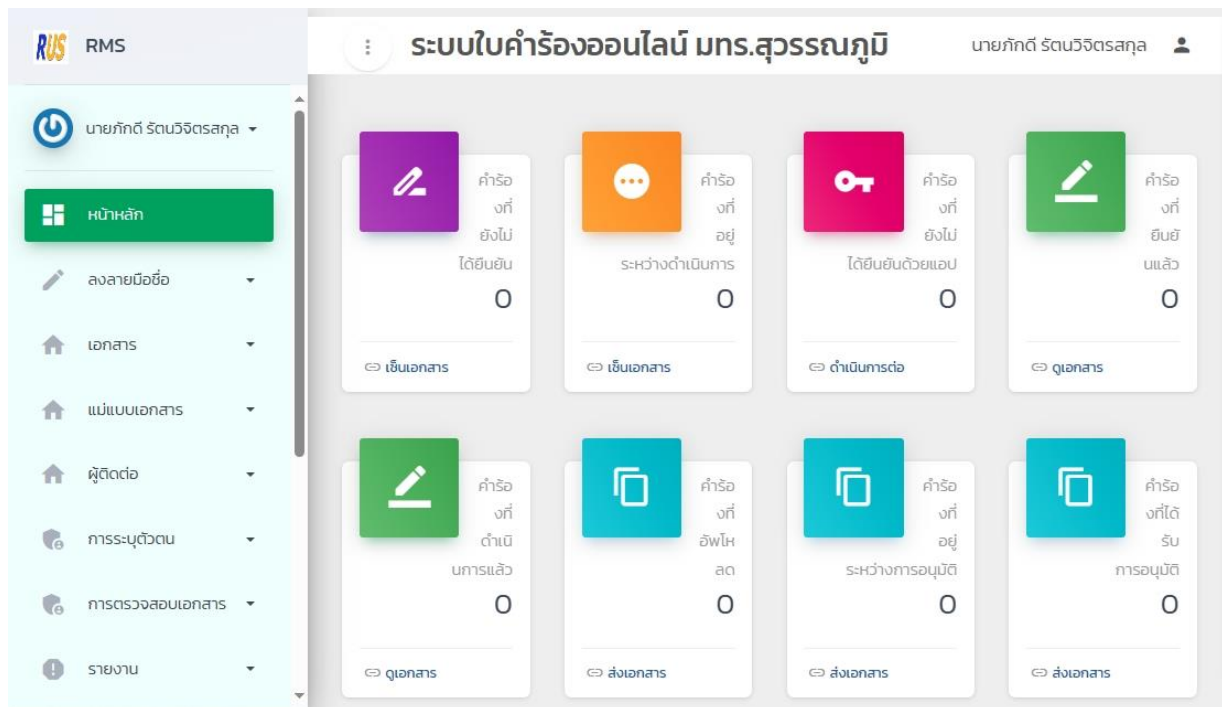 RUS RMS
ระบบใบคำร้องออนไลน์ มทร.สุวรรณภูมิ
นายภักดี รัตนวิจิตรสกุล
นายภักดี รัตนวิจิตรสกุล
หน้าหลัก
ลงลายมือชื่อ
เอกสาร
แม่แบบเอกสาร
ผู้ติดต่อ
การระบุตัวตน
การตรวจสอบเอกสาร
รายงาน
คำร้อ
งที่
ยังไม่
ได้ยืนยัน
0
เซ็นเอกสาร
คำร้อ
งที่
อยู่
ระหว่างดำเนินการ
0
เซ็นเอกสาร
คำร้อ
งที่
ยังไม่
ได้ยืนยันด้วยแอป
0
ดำเนินการต่อ
คำร้อ
งที่
ยืนยั
นแล้ว
0
ดูเอกสาร
คำร้อ
งที่
ดำเนิ
นการแล้ว
0
ดูเอกสาร
คำร้อ
งที่
อัพโห
ลด
0
ส่งเอกสาร
คำร้อ
งที่
อยู่
ระหว่างการอนุมัติ
0
ส่งเอกสาร
คำร้อ
งที่ได้
รับ
การอนุมัติ
0
ส่งเอกสาร